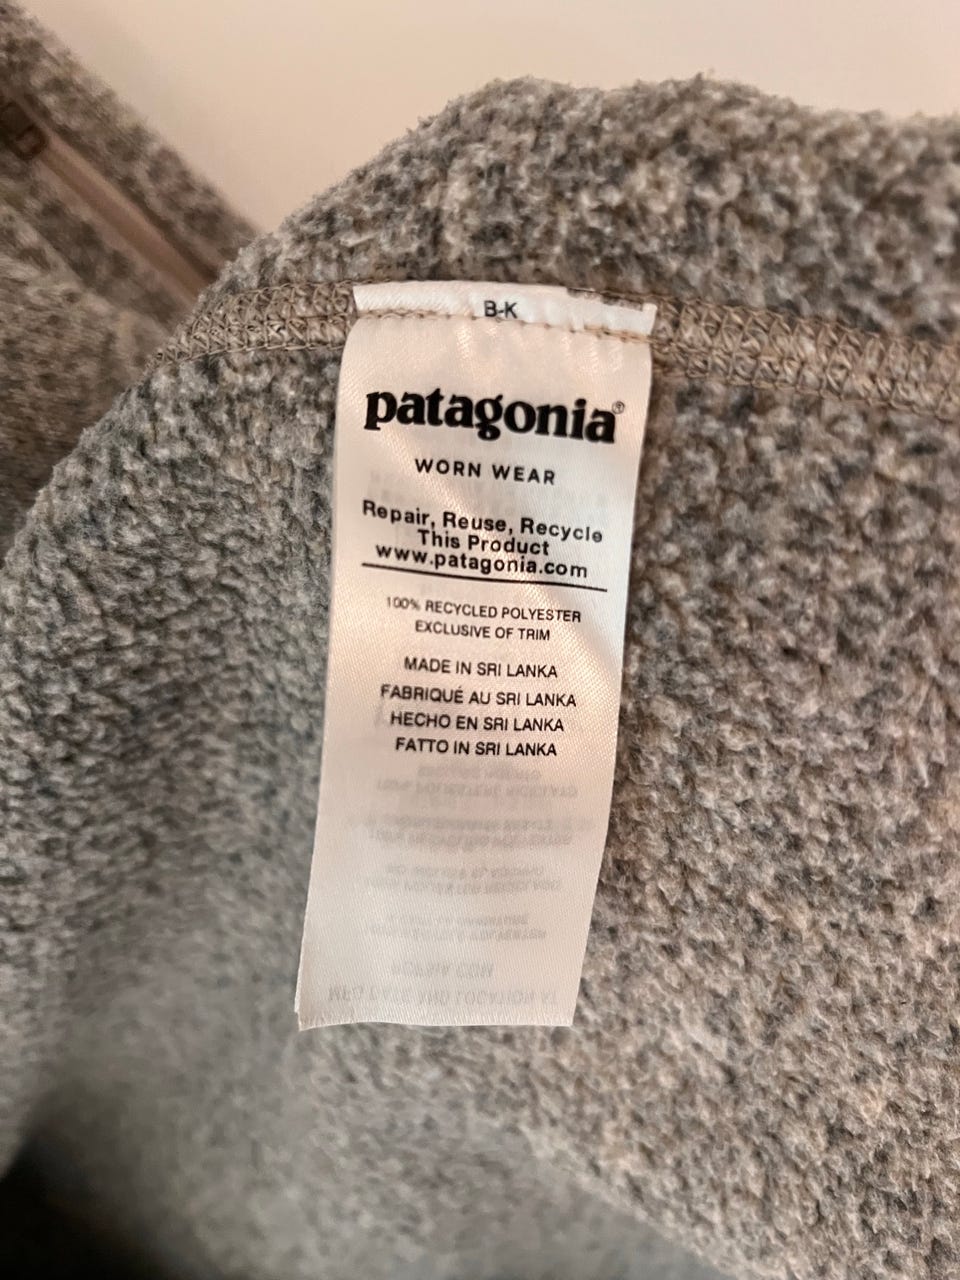 B-K
patagonia®
WORN WEAR
Repair, Reuse, Recycle
This Product
www.patagonia.com
100% RECYCLED POLYESTER
EXCLUSIVE OF TRIM
MADE IN SRI LANKA
FABRIQUÉ AU SRI LANKA
HECHO EN SRI LANKA
FATTO IN SRI LANKA